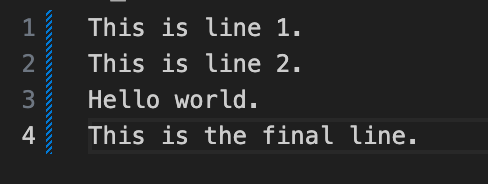 1 This is line 1.
2 This is line 2.
3 Hello world.
4 This is the final line.